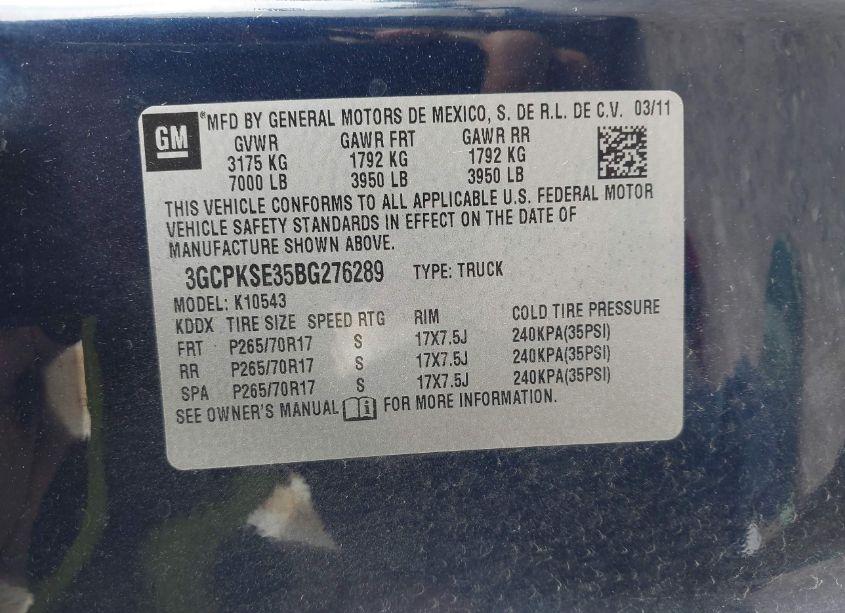 GM
®MFD BY GENERAL MOTORS DE MEXICO, S. DE R.L. DE C.V. 03/11
GVWR GAWR FRT GAWR RR
3175 KG 1792 KG 1792 KG
7000 LB 3950 LB 3950 LB
THIS VEHICLE CONFORMS TO ALL APPLICABLE U.S. FEDERAL MOTOR
VEHICLE SAFETY STANDARDS IN EFFECT ON THE DATE OF
MANUFACTURE SHOWN ABOVE.
3GCPKSE35BG276289 TYPE: TRUCK
MODEL: K10543
KDDX TIRE SIZE SPEED RTG RIM COLD TIRE PRESSURE
FRT P265/70R17 S 17X7.5J 240KPA(35PSI)
RR P265/70R17 S 17X7.5J 240KPA(35PSI)
SPA P265/70R17 S 17X7.5J 240KPA(35PSI)
SEE OWNER'S MANUAL i FOR MORE INFORMATION.